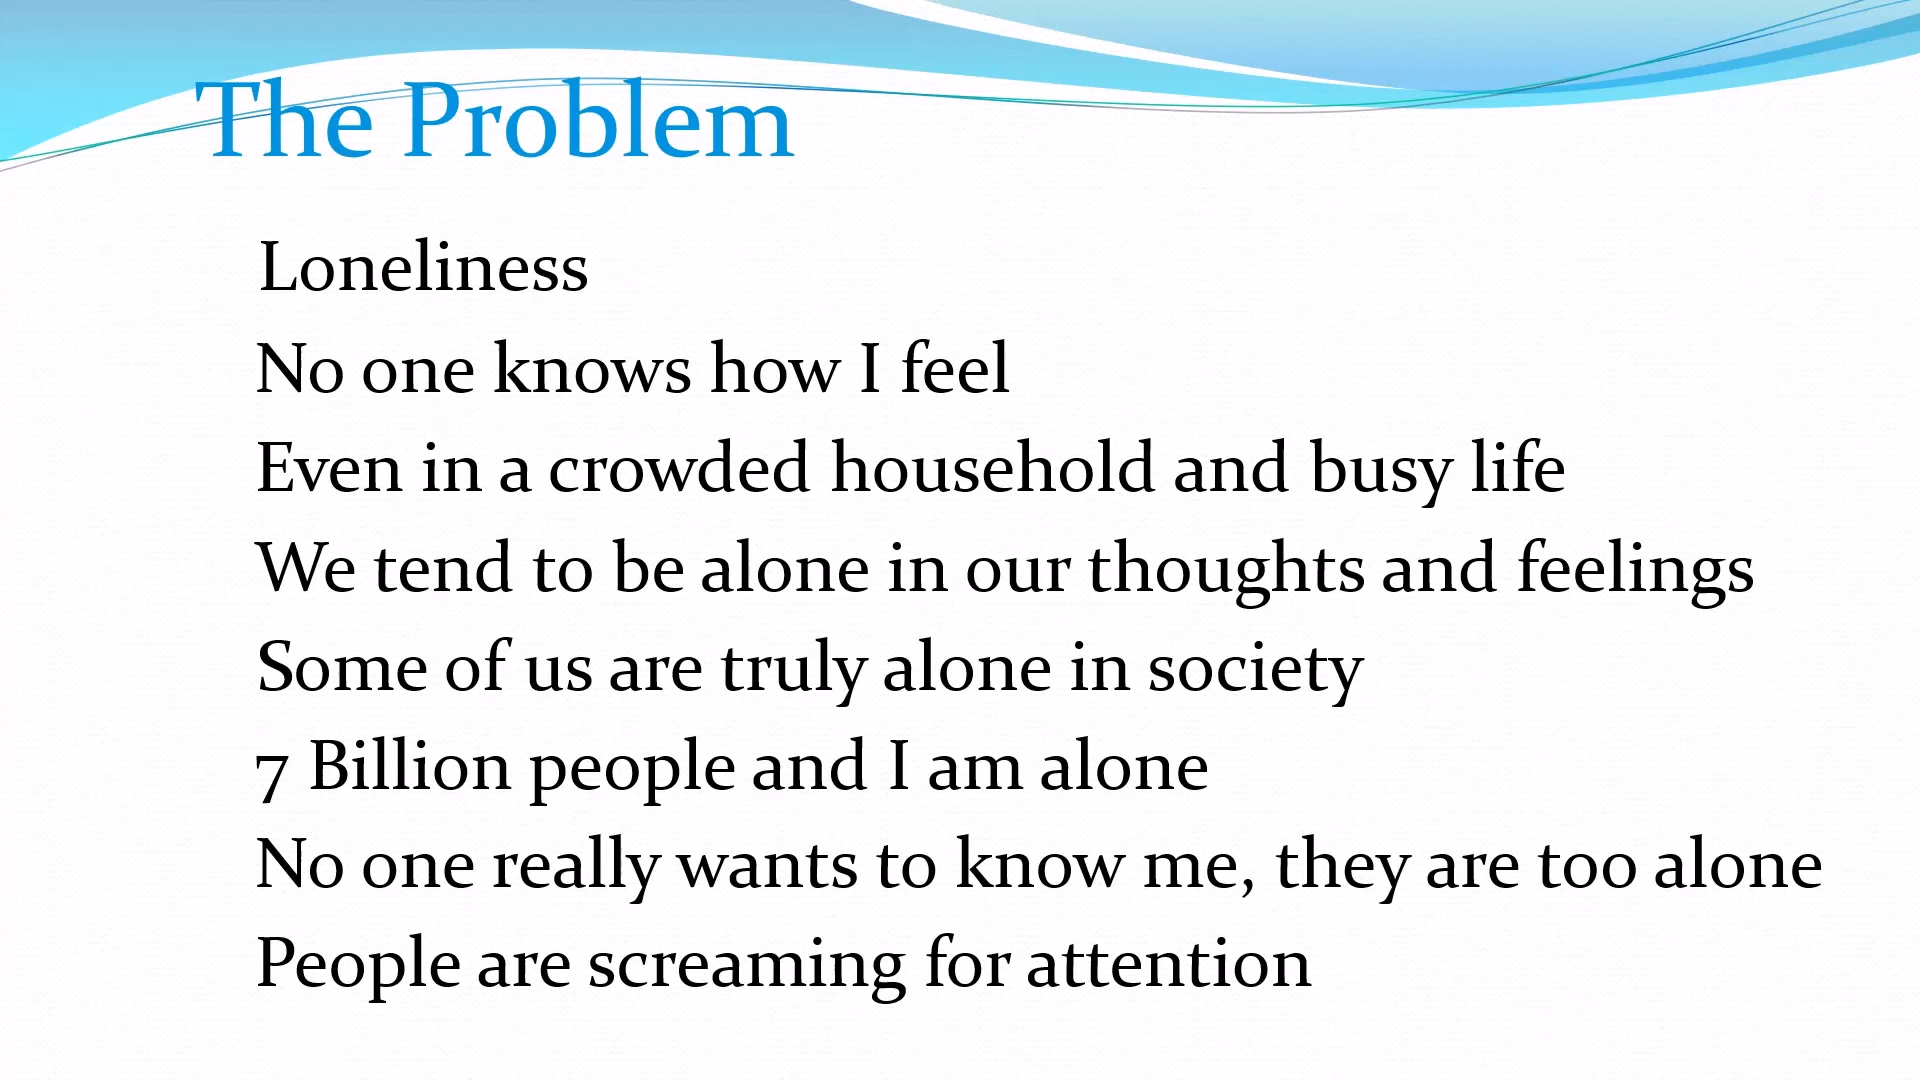 The Problem
Loneliness
No one knows how I feel
Even in a crowded household and busy life
We tend to be alone in our thoughts and feelings
Some of us are truly alone in society
7 Billion people and I am alone
No one really wants to know me, they are too alone
People are screaming for attention